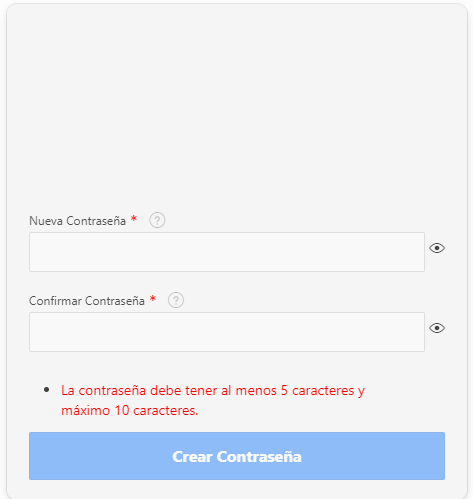 Nueva Contraseña * ?
Confirmar Contraseña * ?
• La contraseña debe tener al menos 5 caracteres y
máximo 10 caracteres.
Crear Contraseña